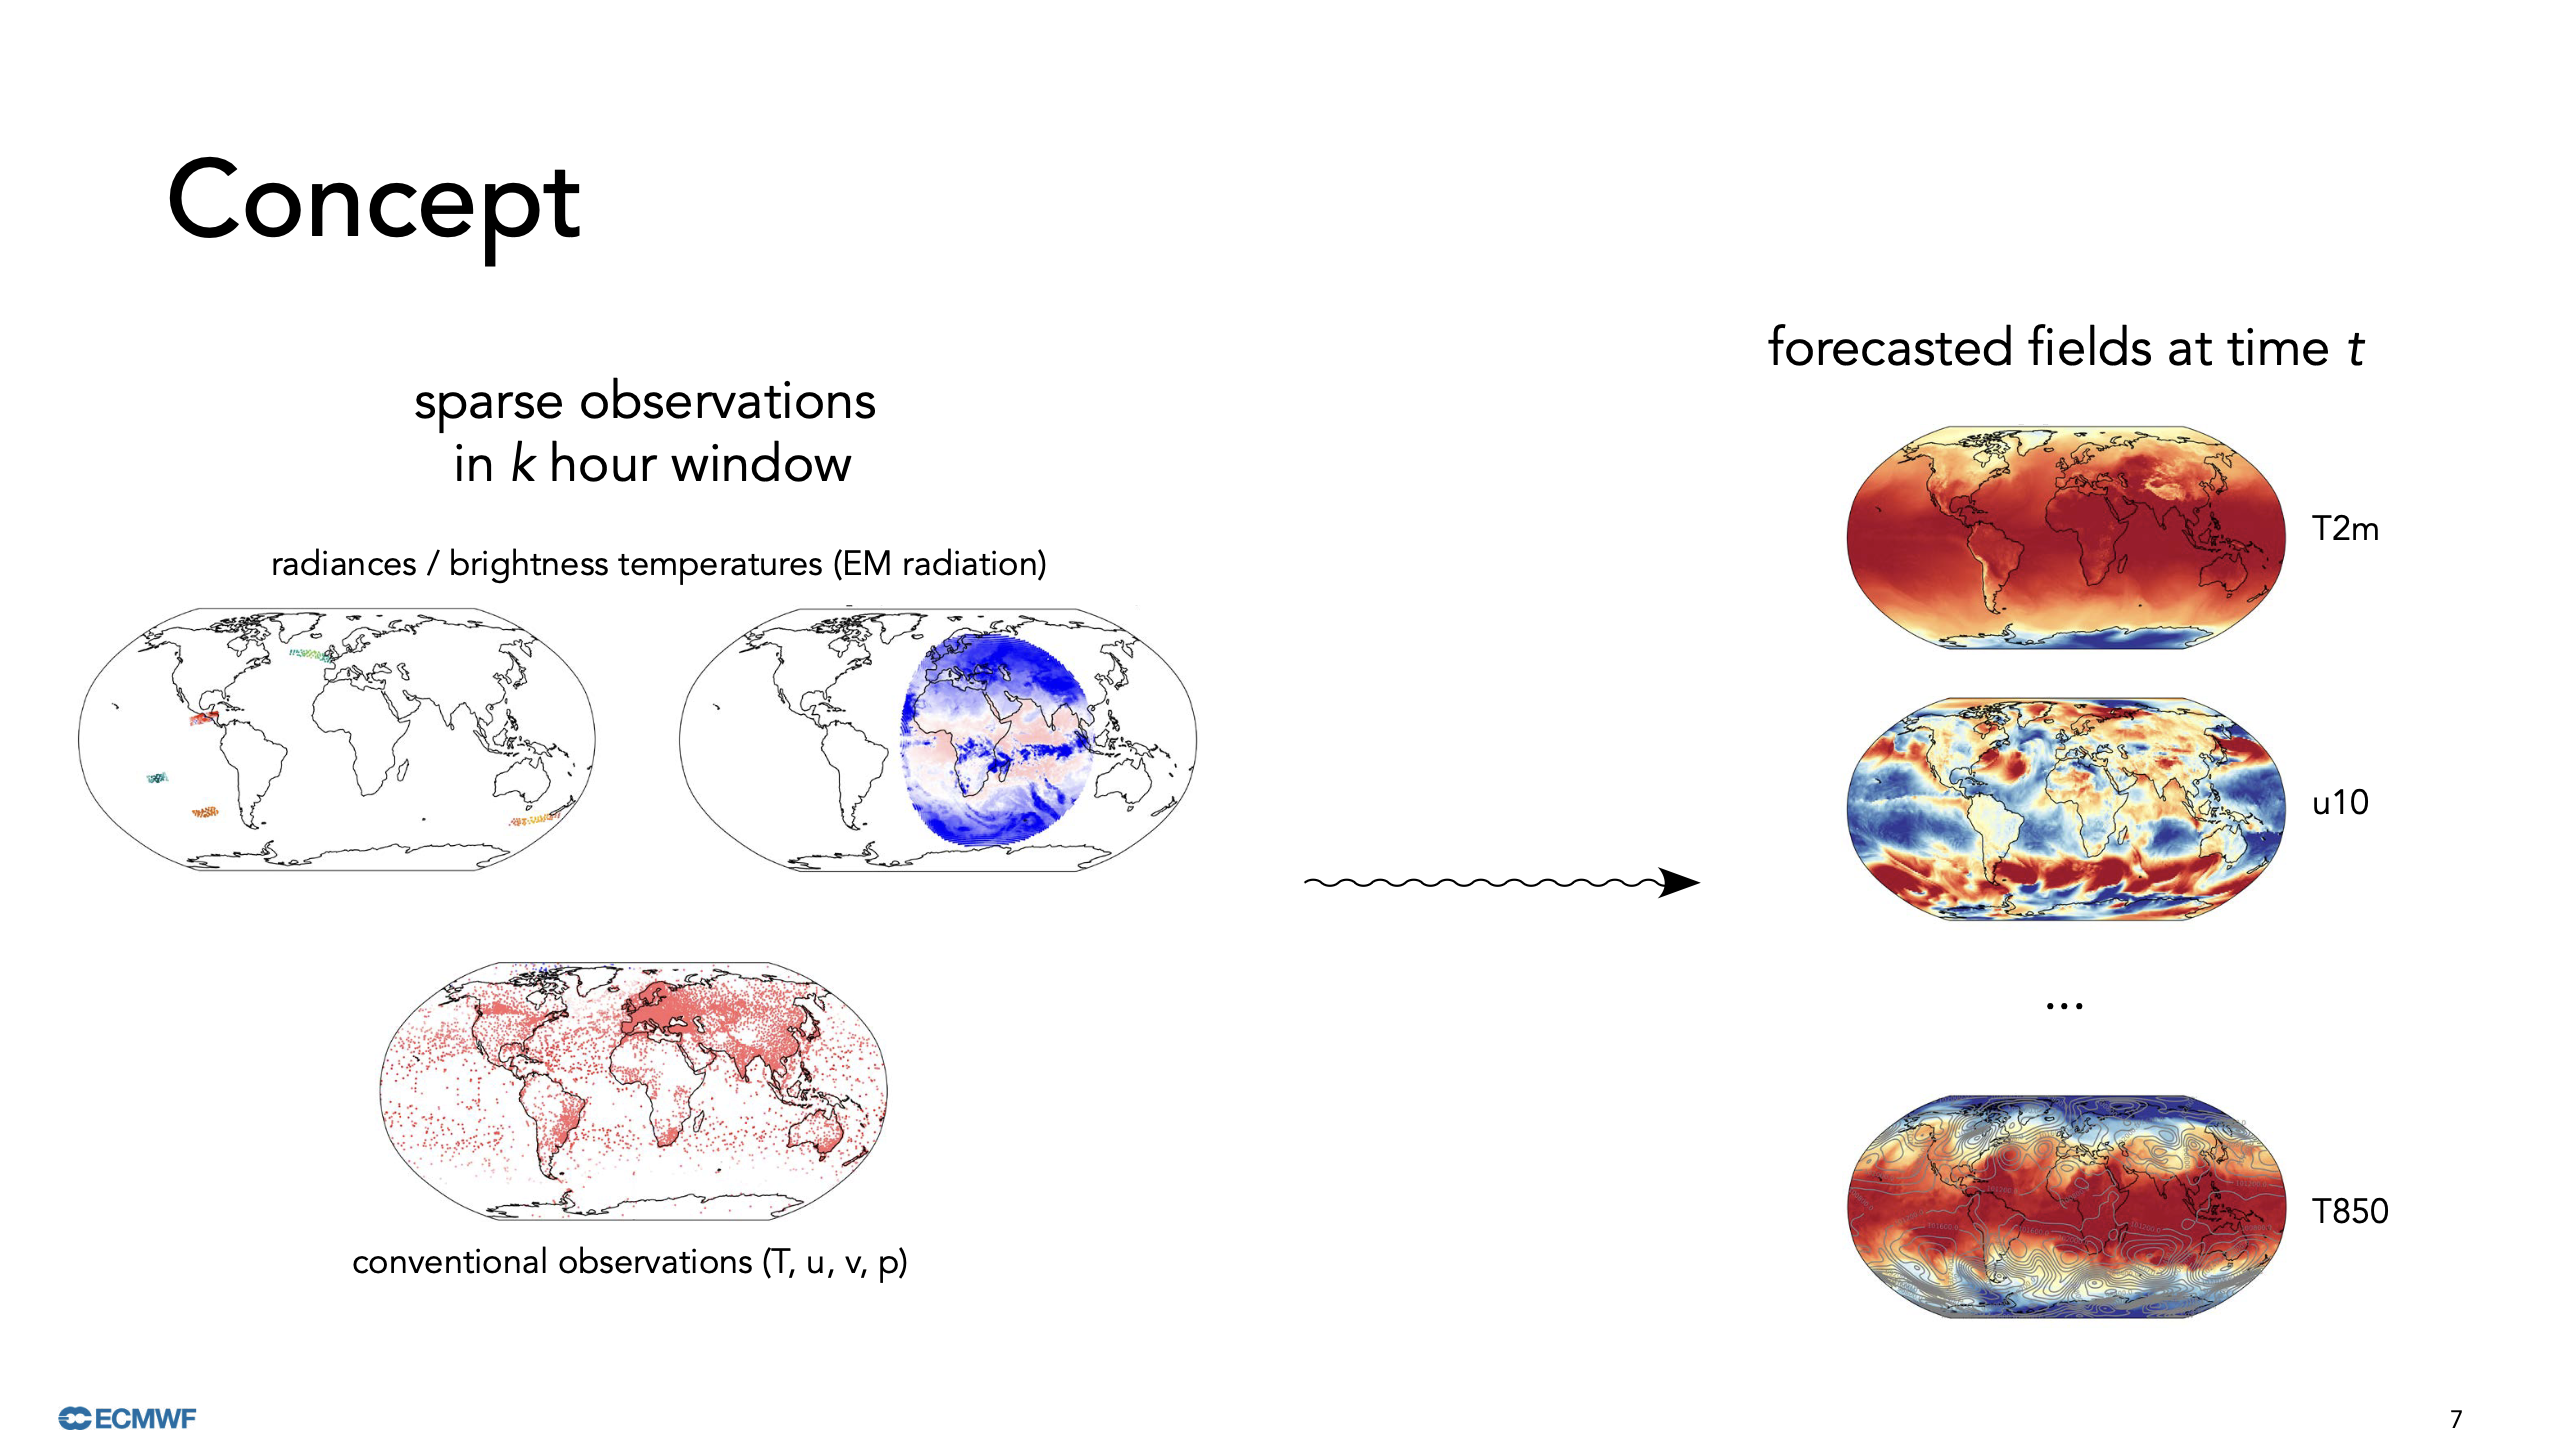 Concept
sparse observations
in k hour window
radiances / brightness temperatures (EM radiation)
conventional observations (T, u, v, p)
forecasted fields at time t
T2m
u10
...
T850
ECMWF
7